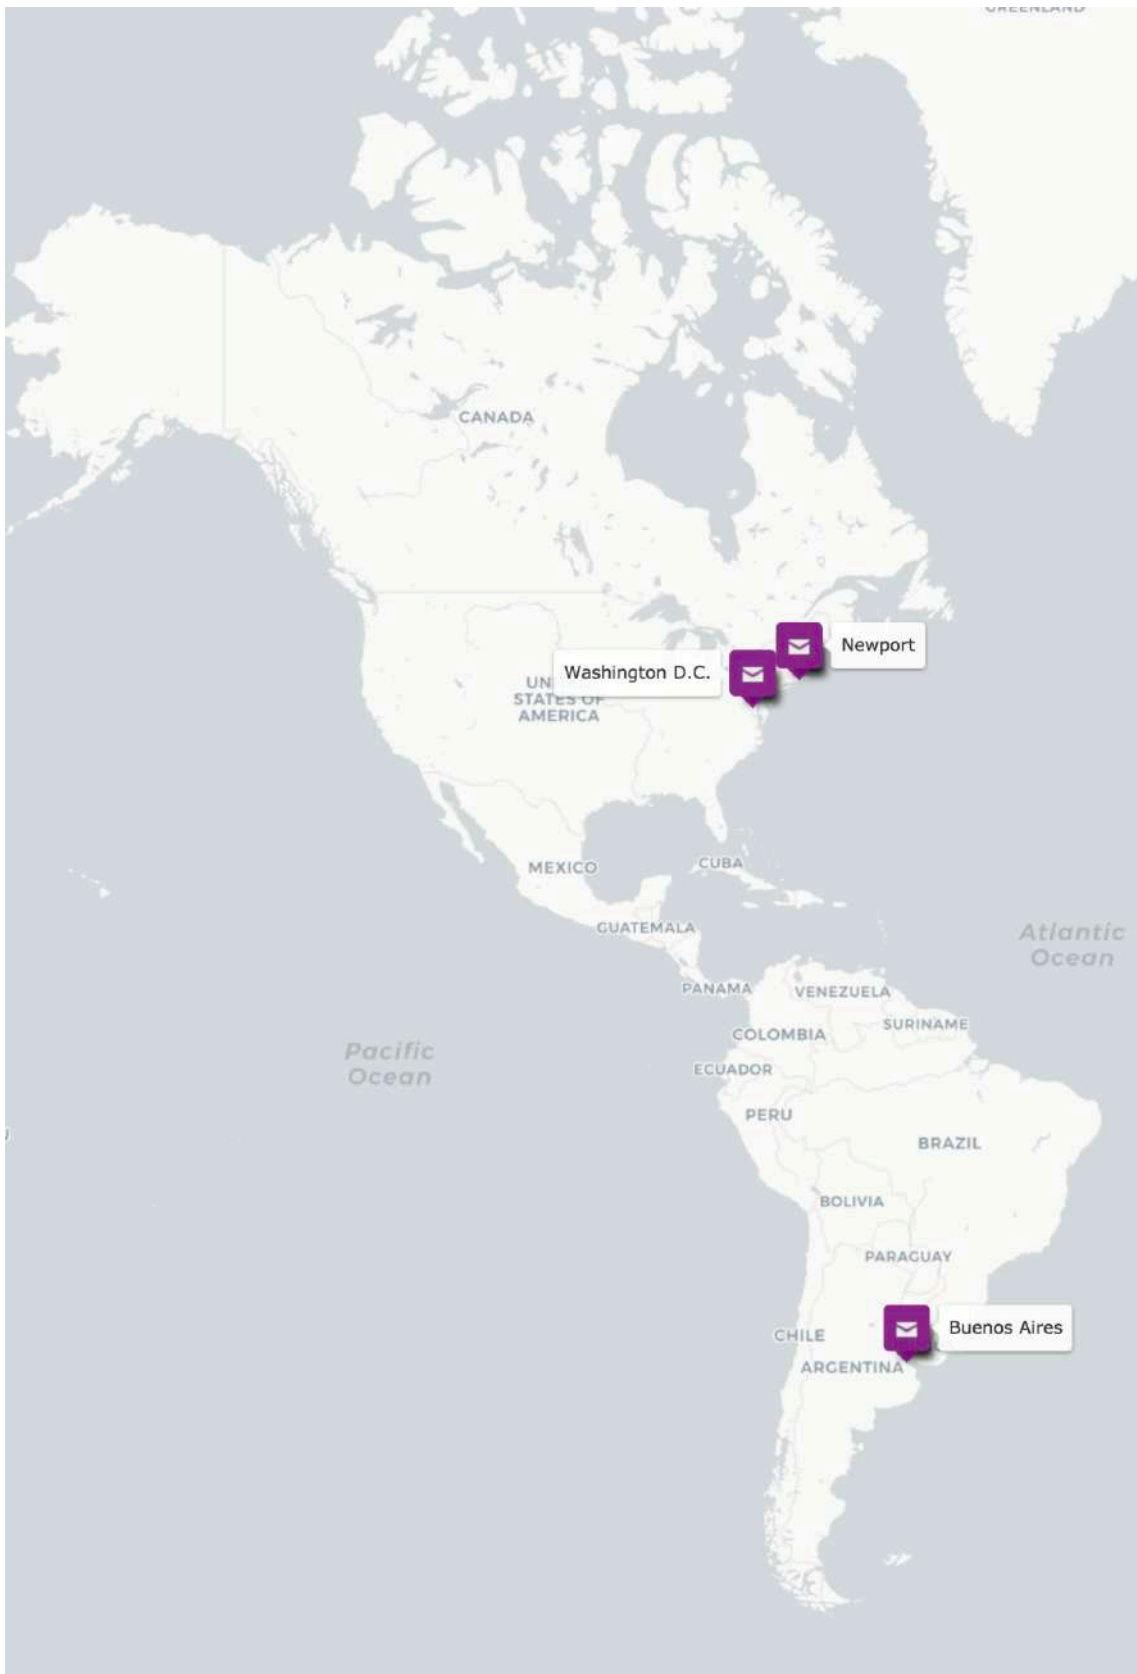 GREENLAND
CANADA
Newport
Washington D.C.
STATES OF
AMERICA
MEXICO
CUBA
GUATEMALA
Atlantic
Ocean
PANAMA
VENEZUELA
SURINAME
COLOMBIA
Pacific
Ocean
ECUADOR
PERU
BRAZIL
BOLIVIA
PARAGUAY
Buenos Aires
CHILE
ARGENTINA